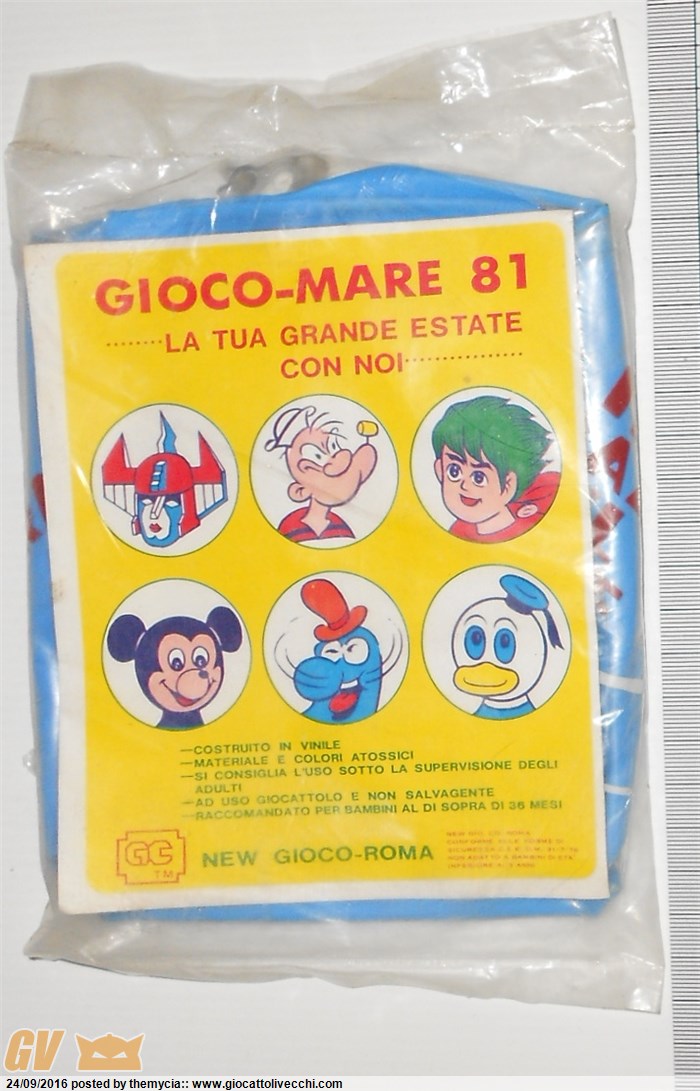 GIOCO-MARE 81
........LA TUA GRANDE ESTATE
CON NOI...............
—COSTRUITO IN VINILE
—MATERIALE E COLORI ATOSSICI
—SI CONSIGLIA L'USO SOTTO LA SUPERVISIONE DEGLI
ADULTI
—AD USO GIOCATTOLO E NON SALVAGENTE
—RACCOMANDATO PER BAMBINI AL DI SOPRA DI 36 MESI
GC
TM
NEW GIOCO-ROMA
GV
24/09/2016 posted by themycia:: www.giocattolivecchi.com